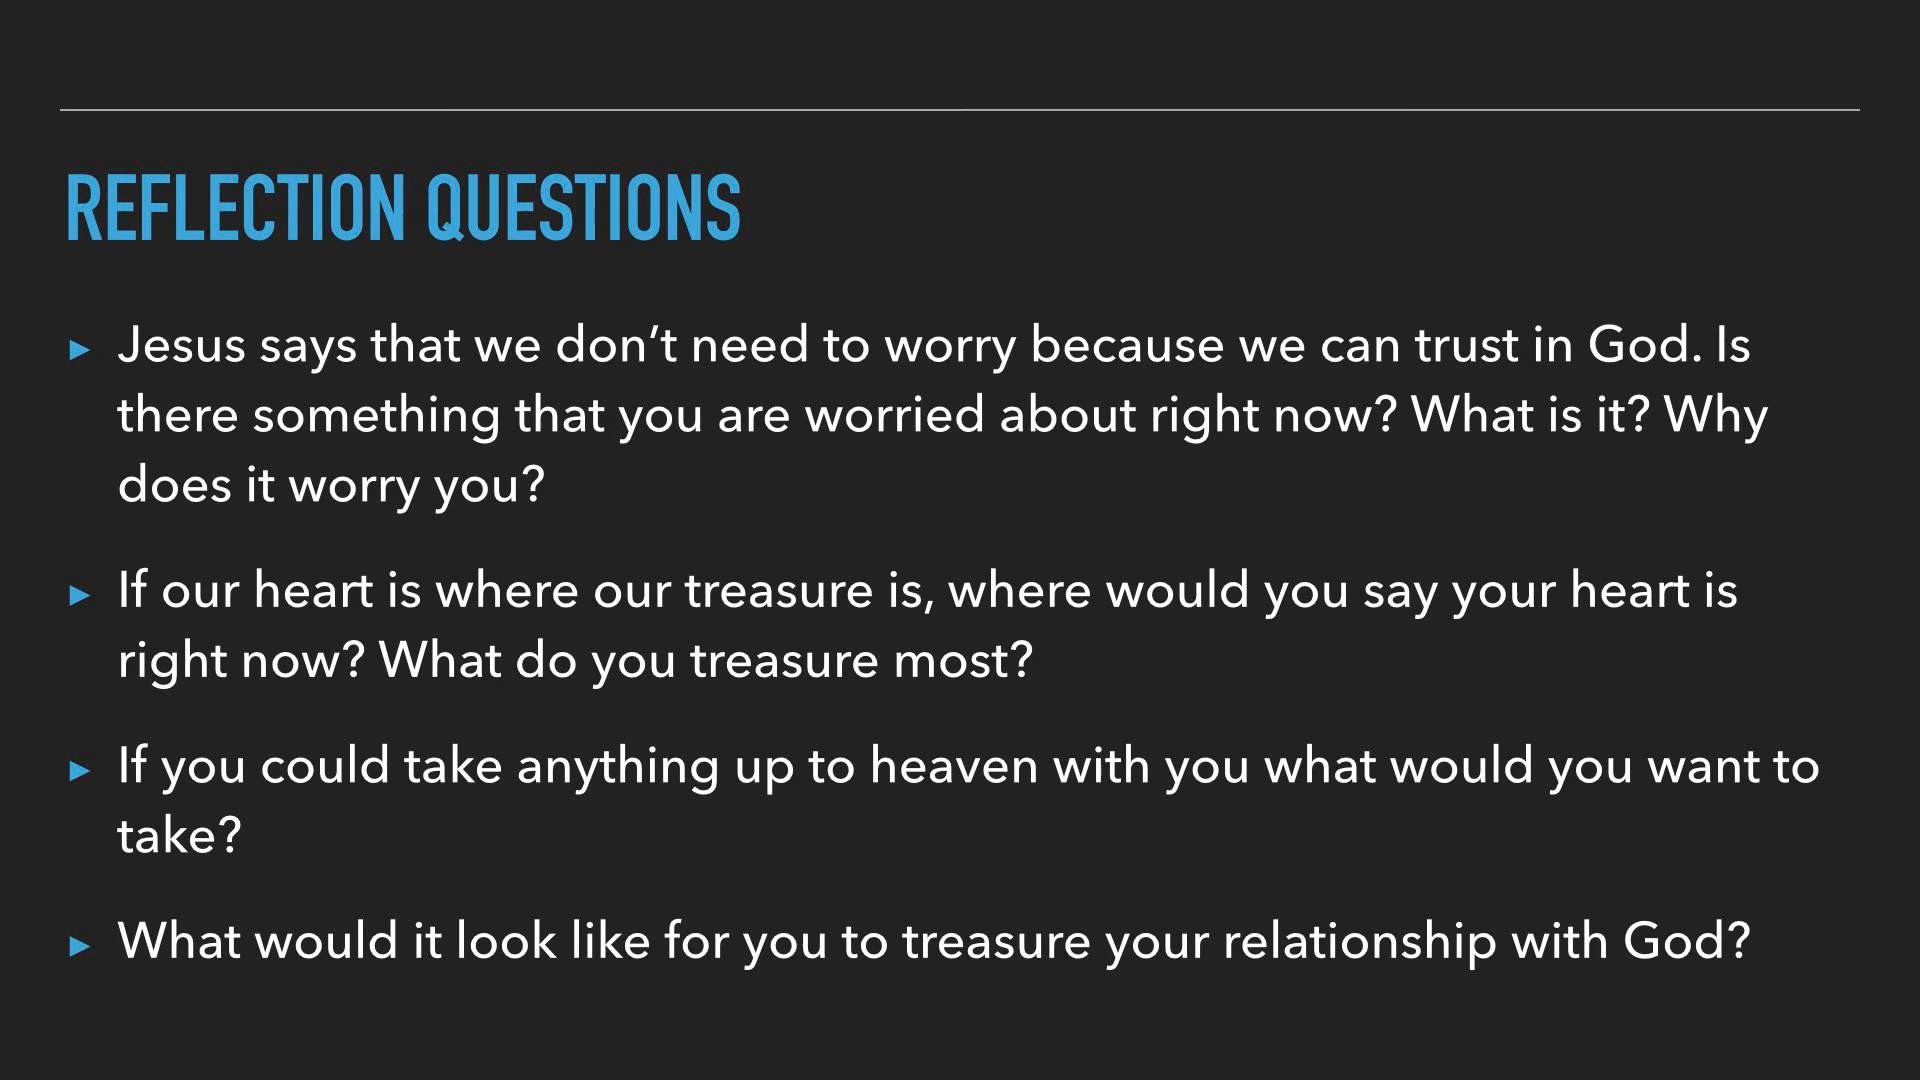 REFLECTION QUESTIONS
▸ Jesus says that we don’t need to worry because we can trust in God. Is
there something that you are worried about right now? What is it? Why
does it worry you?
▸ If our heart is where our treasure is, where would you say your heart is
right now? What do you treasure most?
▸ If you could take anything up to heaven with you what would you want to
take?
▸ What would it look like for you to treasure your relationship with God?